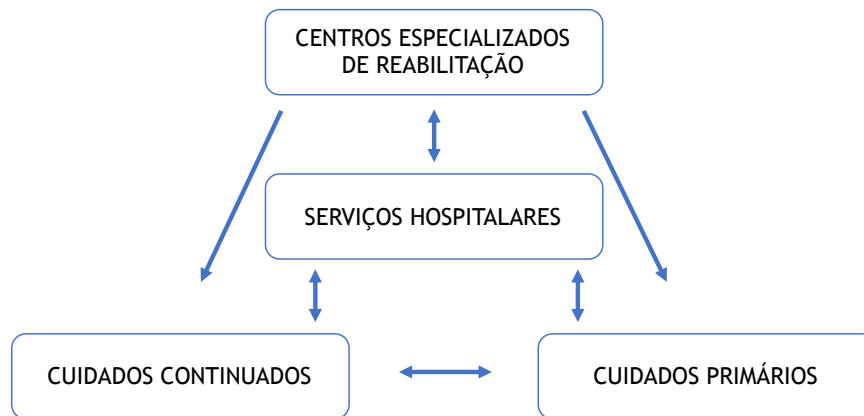 CENTROS ESPECIALIZADOS
DE REABILITAÇÃO
SERVIÇOS HOSPITALARES
CUIDADOS CONTINUADOS
CUIDADOS PRIMÁRIOS